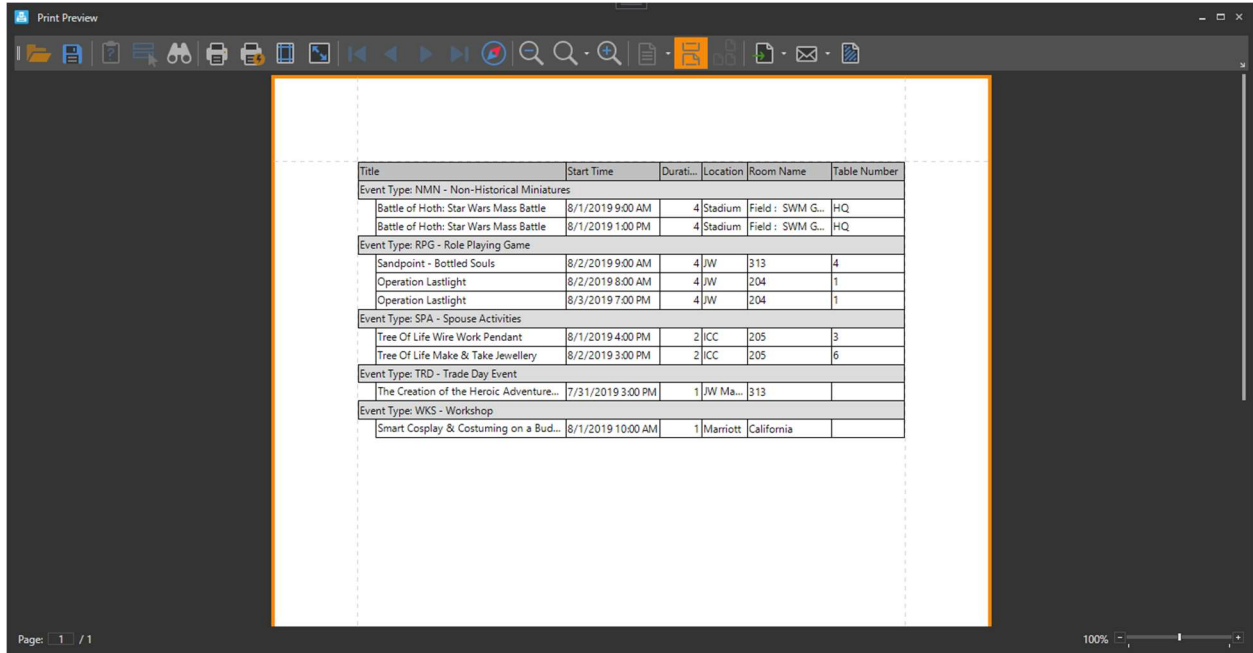 Print Preview
Title Start Time Durati... Location Room Name Table Number
Event Type: NMN - Non-Historical Miniatures
Battle of Hoth: Star Wars Mass Battle 8/1/2019 9:00 AM 4 Stadium Field : SWM G... HQ
Battle of Hoth: Star Wars Mass Battle 8/1/2019 1:00 PM 4 Stadium Field : SWM G... HQ
Event Type: RPG - Role Playing Game
Sandpoint - Bottled Souls 8/2/2019 9:00 AM 4 JW 313 4
Operation Lastlight 8/2/2019 8:00 AM 4 JW 204 1
Operation Lastlight 8/3/2019 7:00 PM 4 JW 204 1
Event Type: SPA - Spouse Activities
Tree Of Life Wire Work Pendant 8/1/2019 4:00 PM 2 ICC 205 3
Tree Of Life Make & Take Jewellery 8/2/2019 3:00 PM 2 ICC 205 6
Event Type: TRD - Trade Day Event
The Creation of the Heroic Adventure... 7/31/2019 3:00 PM 1 JW Ma... 313
Event Type: WKS - Workshop
Smart Cosplay & Costuming on a Bud... 8/1/2019 10:00 AM 1 Marriott California
Page: 1 / 1 100%